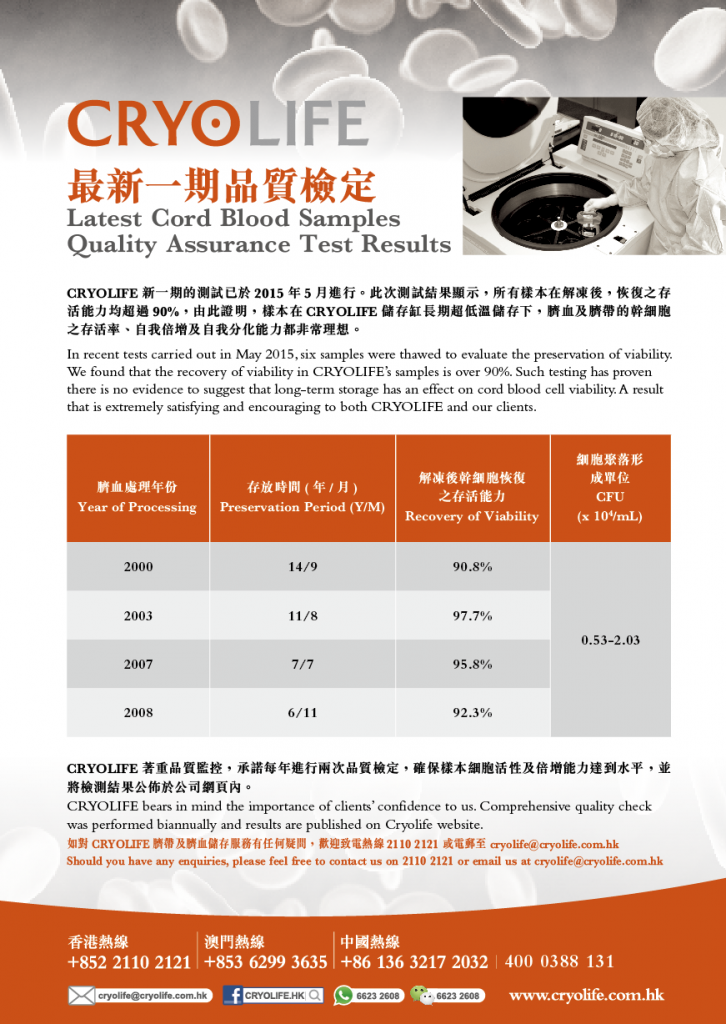 CRYOLIFE
最新一期品質檢定
Latest Cord Blood Samples
Quality Assurance Test Results
CRYOLIFE 新一期的測試已於 2015 年 5 月進行。此次測試結果顯示，所有樣本在解凍後，恢復之存
活能力均超過 90%，由此證明，樣本在 CRYOLIFE 儲存缸長期超低溫儲存下，臍血及臍帶的幹細胞
之存活率、自我倍增及自我分化能力都非常理想。
In recent tests carried out in May 2015, six samples were thawed to evaluate the preservation of viability.
We found that the recovery of viability in CRYOLIFE's samples is over 90%. Such testing has proven
there is no evidence to suggest that long-term storage has an effect on cord blood cell viability. A result
that is extremely satisfying and encouraging to both CRYOLIFE and our clients.
臍血處理年份
Year of Processing
存放時間 ( 年 / 月 )
Preservation Period (Y/M)
解凍後幹細胞恢復
之存活能力
Recovery of Viability
細胞聚落形
成單位
CFU
(x 10⁴/mL)
2000 14/9 90.8%
2003 11/8 97.7%
2007 7/7 95.8%
2008 6/11 92.3%
0.53-2.03
CRYOLIFE 著重品質監控，承諾每年進行兩次品質檢定，確保樣本細胞活性及倍增能力達到水平，並
將檢測結果公佈於公司網頁內。
CRYOLIFE bears in mind the importance of clients' confidence to us. Comprehensive quality check
was performed biannually and results are published on Cryolife website.
如對 CRYOLIFE 臍帶及臍血儲存服務有任何疑問，歡迎致電熱線 2110 2121 或電郵至 cryolife@cryolife.com.hk
Should you have any enquiries, please feel free to contact us on 2110 2121 or email us at cryolife@cryolife.com.hk
香港熱線 澳門熱線 中國熱線
+852 2110 2121 +853 6299 3635 +86 136 3217 2032 | 400 0388 131
cryolife@cryolife.com.hk CRYOLIFE.HK 6623 2608 6623 2608 www.cryolife.com.hk